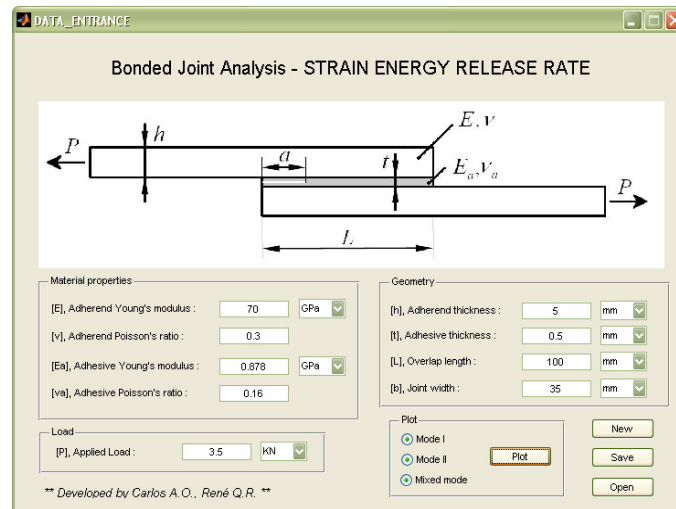 DATA_ENTRANCE
Bonded Joint Analysis - STRAIN ENERGY RELEASE RATE
P
h
a
t
E, ν
E_a, ν_a
P
L
Material properties
[E], Adherend Young's modulus : 70 GPa
[v], Adherend Poisson's ratio : 0.3
[Ea], Adhesive Young's modulus : 0.878 GPa
[va], Adhesive Poisson's ratio : 0.16
Geometry
[h], Adherend thickness : 5 mm
[t], Adhesive thickness : 0.5 mm
[L], Overlap length : 100 mm
[b], Joint width : 35 mm
Load
[P], Applied Load : 3.5 KN
Plot
Mode I
Mode II
Mixed mode
Plot
New
Save
Open
** Developed by Carlos A.O., René Q.R. **